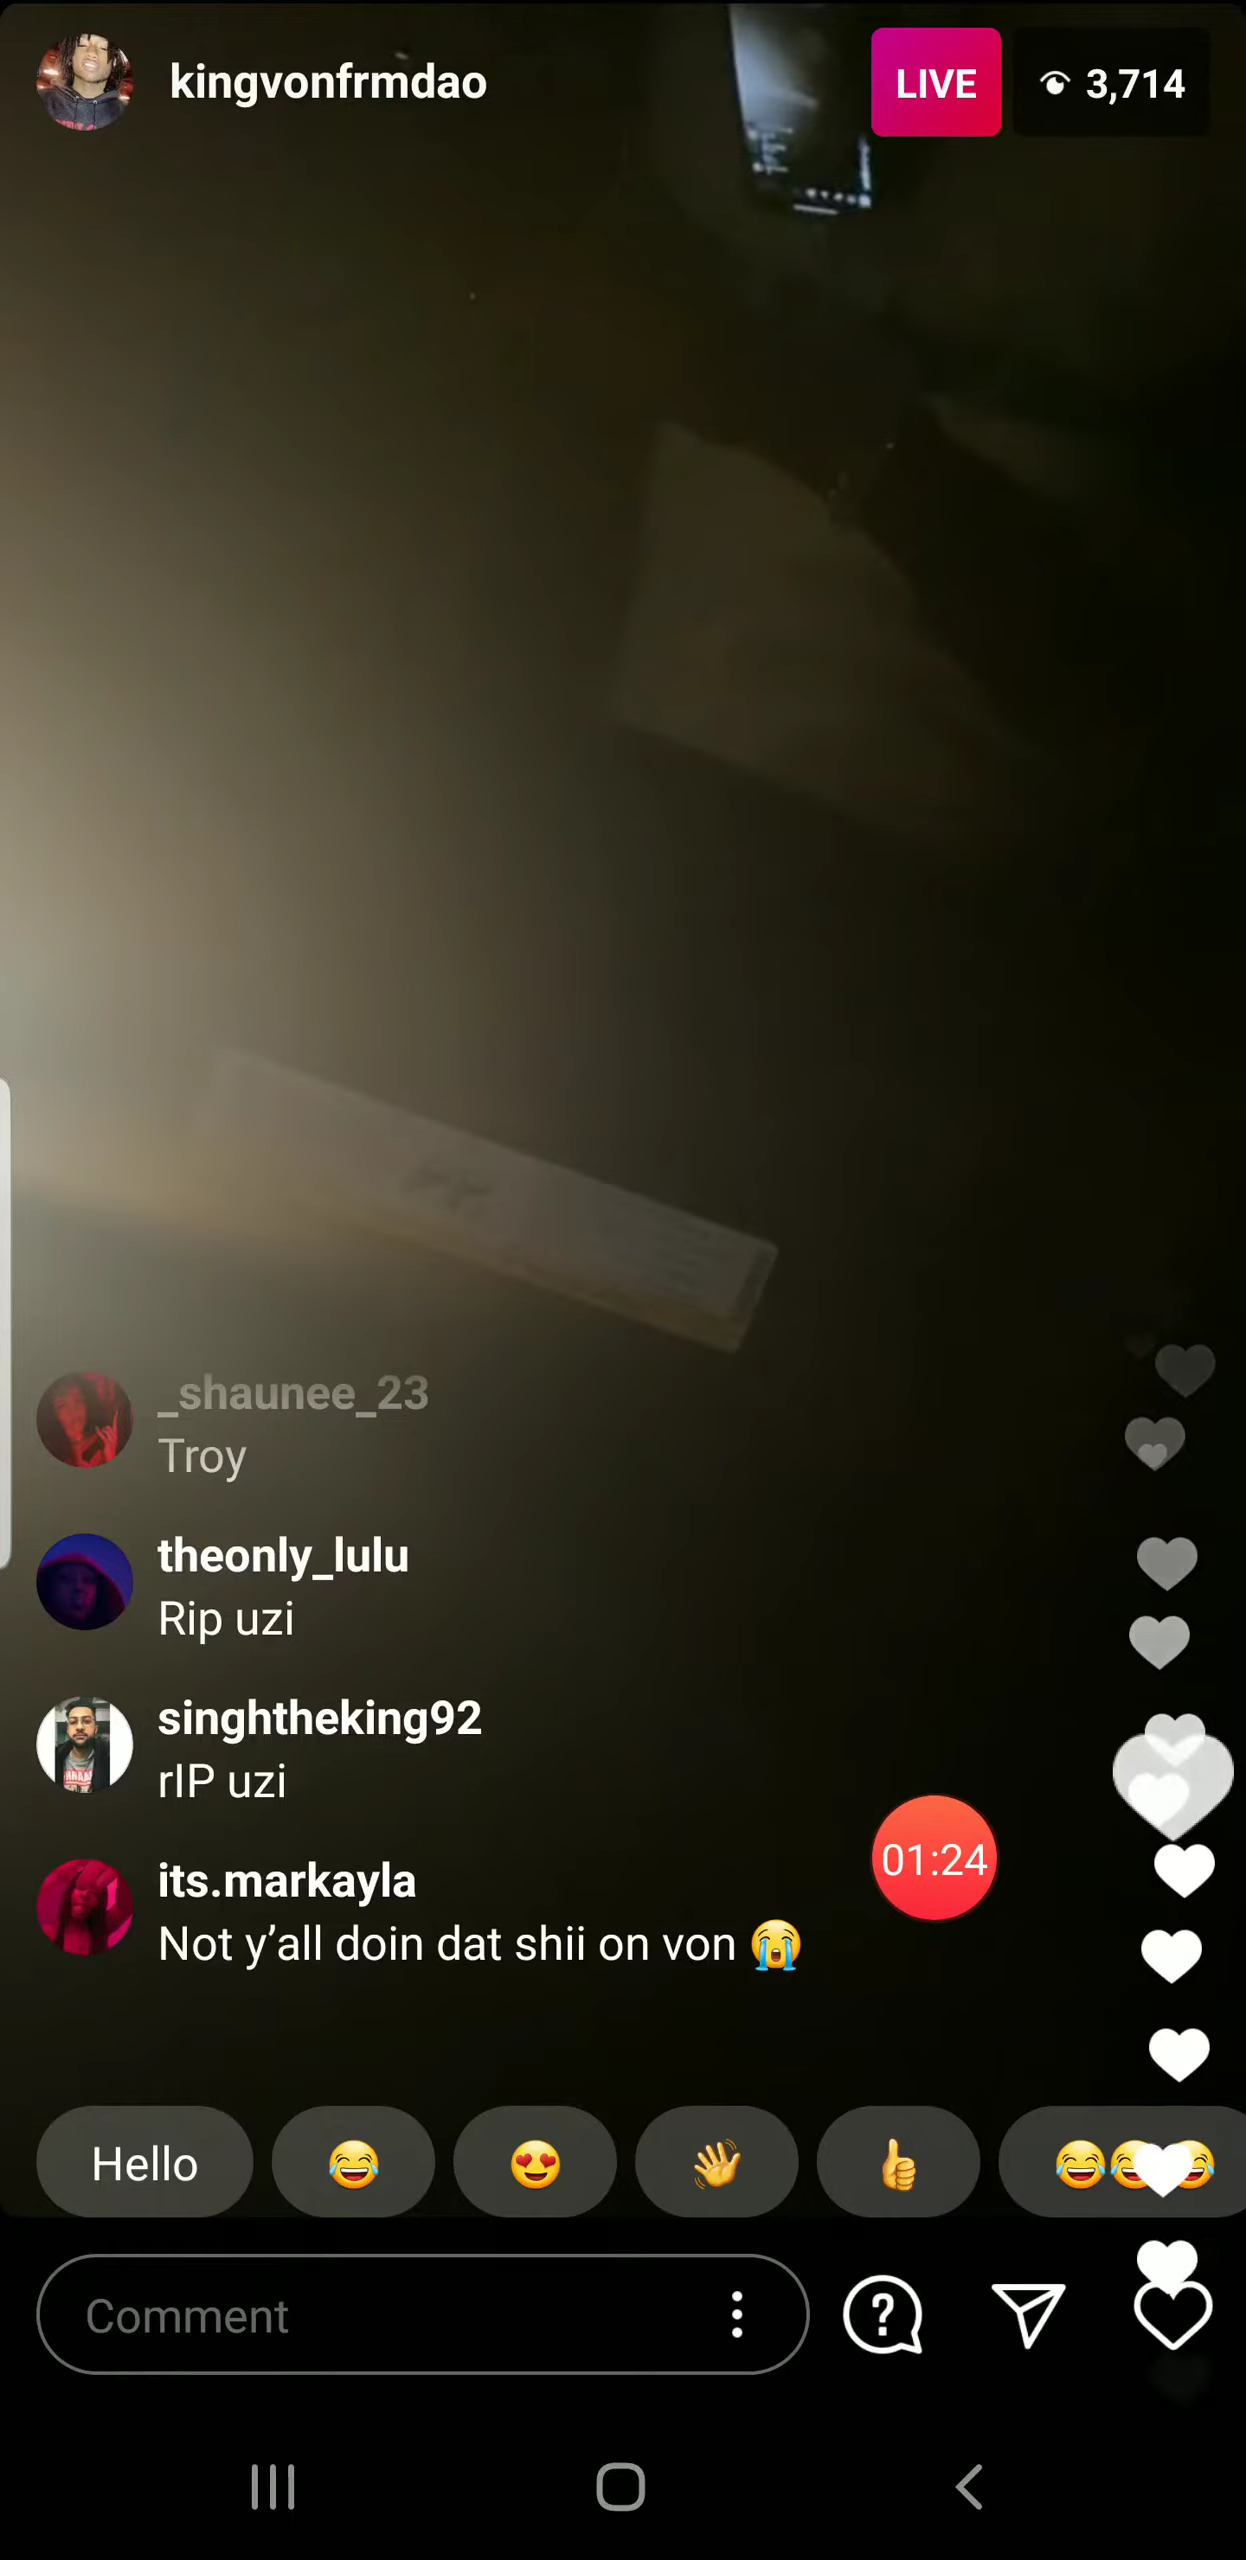 kingvonfrmdao
LIVE
3,714
_shaunee_23
Troy
theonly_lulu
Rip uzi
singhtheking92
rIP uzi
its.markayla
Not y’all doin dat shii on von 😭
01:24
Hello 😂 😍 👋 👍 😂😂😂
Comment